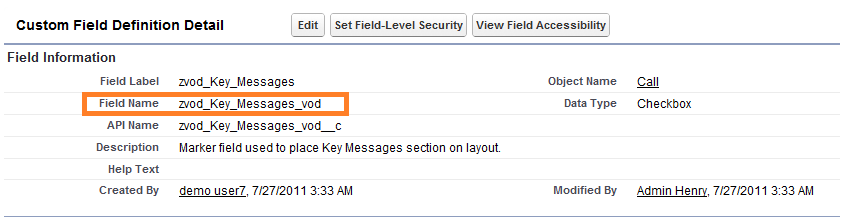 Custom Field Definition Detail Edit Set Field-Level Security View Field Accessibility
Field Information
Field Label zvod_Key_Messages Object Name Call
Field Name zvod_Key_Messages_vod Data Type Checkbox
API Name zvod_Key_Messages_vod__c
Description Marker field used to place Key Messages section on layout.
Help Text
Created By demo user7, 7/27/2011 3:33 AM Modified By Admin Henry, 7/27/2011 3:33 AM